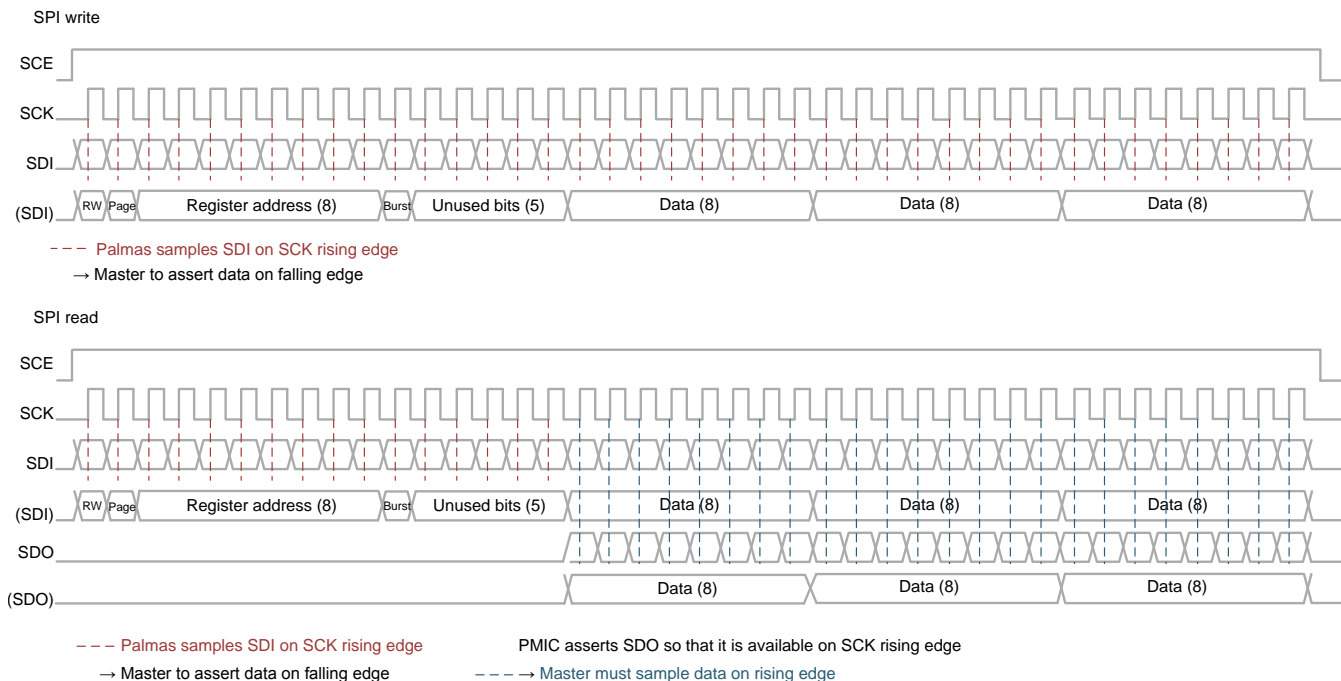 SPI write
SCE
SCK
SDI
(SDI) RW Page Register address (8) Burst Unused bits (5) Data (8) Data (8) Data (8)
--- Palmas samples SDI on SCK rising edge
→ Master to assert data on falling edge
SPI read
SCE
SCK
SDI
(SDI) RW Page Register address (8) Burst Unused bits (5) Data (8) Data (8) Data (8)
SDO
(SDO) Data (8) Data (8) Data (8)
--- Palmas samples SDI on SCK rising edge PMIC asserts SDO so that it is available on SCK rising edge
→ Master to assert data on falling edge ---→ Master must sample data on rising edge